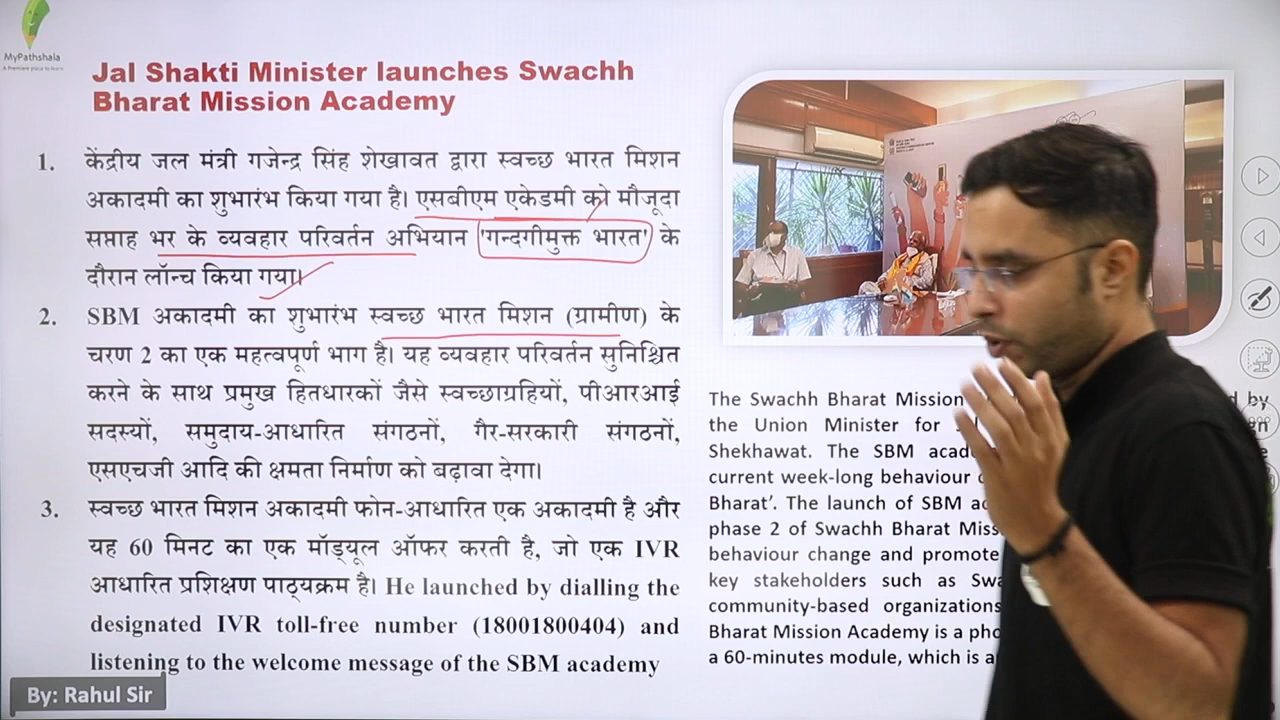 MyPathshala
Jal Shakti Minister launches Swachh
Bharat Mission Academy
1. केंद्रीय जल मंत्री गजेन्द्र सिंह शेखावत द्वारा स्वच्छ भारत मिशन
अकादमी का शुभारंभ किया गया है। एसबीएम एकेडमी को मौजूदा
सप्ताह भर के व्यवहार परिवर्तन अभियान 'गन्दगीमुक्त भारत' के
दौरान लॉन्च किया गया।
2. SBM अकादमी का शुभारंभ स्वच्छ भारत मिशन (ग्रामीण) के
चरण 2 का एक महत्वपूर्ण भाग है। यह व्यवहार परिवर्तन सुनिश्चित
करने के साथ प्रमुख हितधारकों जैसे स्वच्छाग्रहियों, पीआरआई
सदस्यों, समुदाय-आधारित संगठनों, गैर-सरकारी संगठनों,
एसएचजी आदि की क्षमता निर्माण को बढ़ावा देगा।
3. स्वच्छ भारत मिशन अकादमी फोन-आधारित एक अकादमी है और
यह 60 मिनट का एक मॉड्यूल ऑफर करती है, जो एक IVR
आधारित प्रशिक्षण पाठ्यक्रम है। He launched by dialling the
designated IVR toll-free number (18001800404) and
listening to the welcome message of the SBM academy
The Swachh Bharat Mission by
the Union Minister for
Shekhawat. The SBM
current week-long behaviour
Bharat'. The launch of SBM
phase 2 of Swachh Bharat
behaviour change and promote
key stakeholders such as
community-based organizations
Bharat Mission Academy is a
a 60-minutes module, which is
By: Rahul Sir